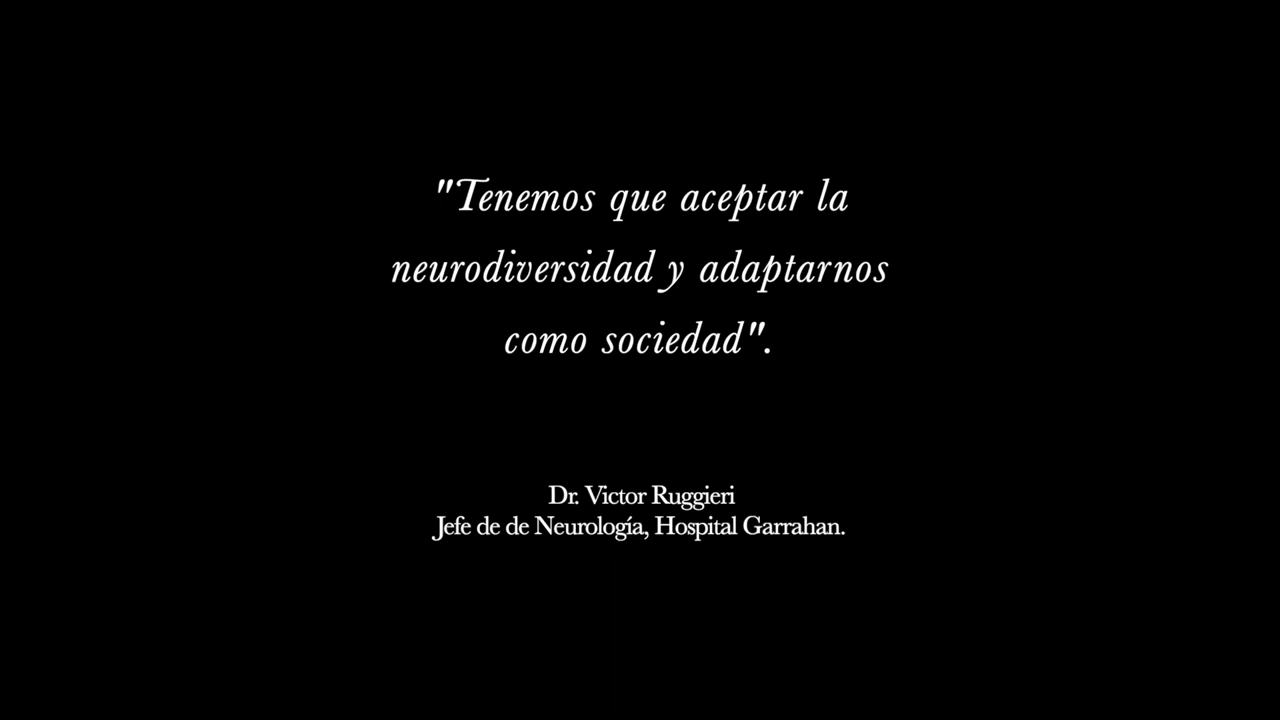 "Tenemos que aceptar la
neurodiversidad y adaptarnos
como sociedad".
Dr. Victor Ruggieri
Jefe de de Neurología, Hospital Garrahan.